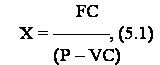 FC
X = ————, (5.1)
(P – VC)